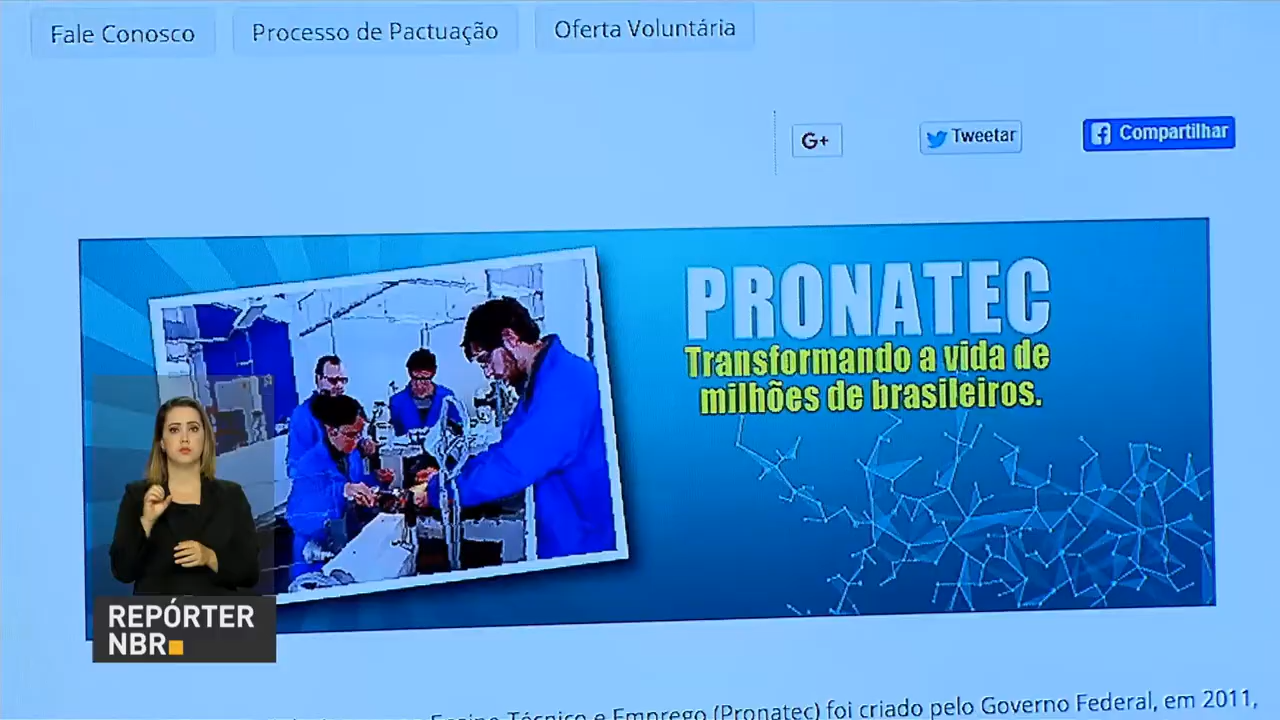 Fale Conosco
Processo de Pactuação
Oferta Voluntária
G+
Tweetar
Compartilhar
PRONATEC
Transformando a vida de
milhões de brasileiros.
REPÓRTER
NBR
Ensino Técnico e Emprego (Pronatec) foi criado pelo Governo Federal, em 2011,